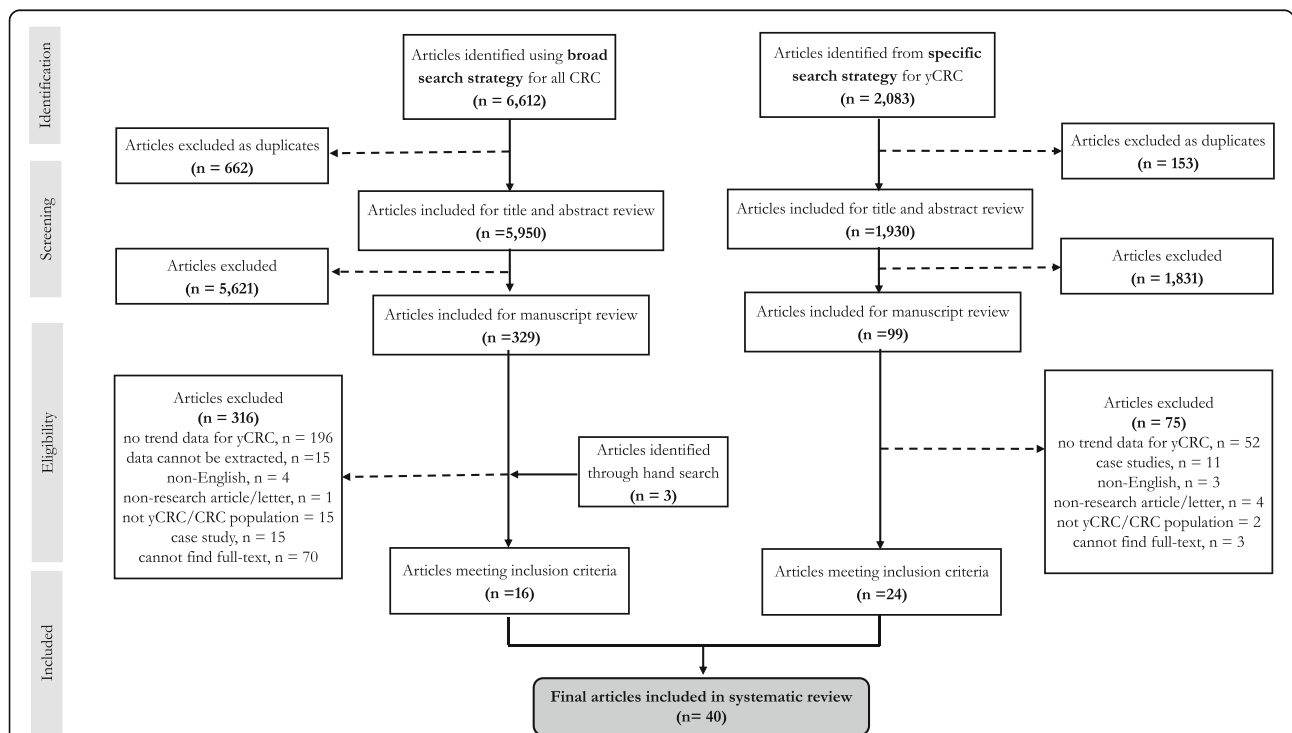 Identification
Articles identified using broad
search strategy for all CRC
(n = 6,612)
Articles identified from specific
search strategy for yCRC
(n = 2,083)
Articles excluded as duplicates
(n = 662)
Articles excluded as duplicates
(n = 153)
Screening
Articles included for title and abstract review
(n =5,950)
Articles included for title and abstract review
(n =1,930)
Articles excluded
(n = 5,621)
Articles excluded
(n = 1,831)
Articles included for manuscript review
(n =329)
Articles included for manuscript review
(n =99)
Eligibility
Articles excluded
(n = 316)
no trend data for yCRC, n = 196
data cannot be extracted, n =15
non-English, n = 4
non-research article/letter, n = 1
not yCRC/CRC population = 15
case study, n = 15
cannot find full-text, n = 70
Articles identified
through hand search
(n = 3)
Articles excluded
(n = 75)
no trend data for yCRC, n = 52
case studies, n = 11
non-English, n = 3
non-research article/letter, n = 4
not yCRC/CRC population = 2
cannot find full-text, n = 3
Articles meeting inclusion criteria
(n =16)
Articles meeting inclusion criteria
(n =24)
Included
Final articles included in systematic review
(n= 40)